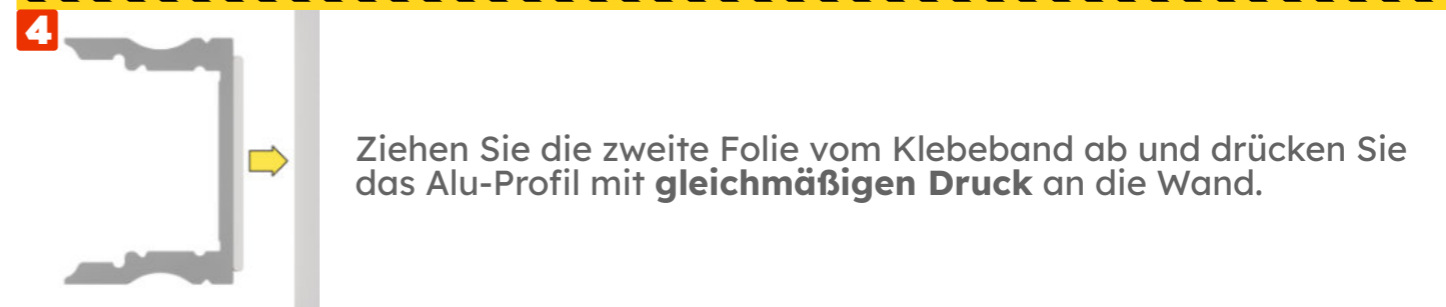 4
Ziehen Sie die zweite Folie vom Klebeband ab und drücken Sie
das Alu-Profil mit gleichmäßigen Druck an die Wand.